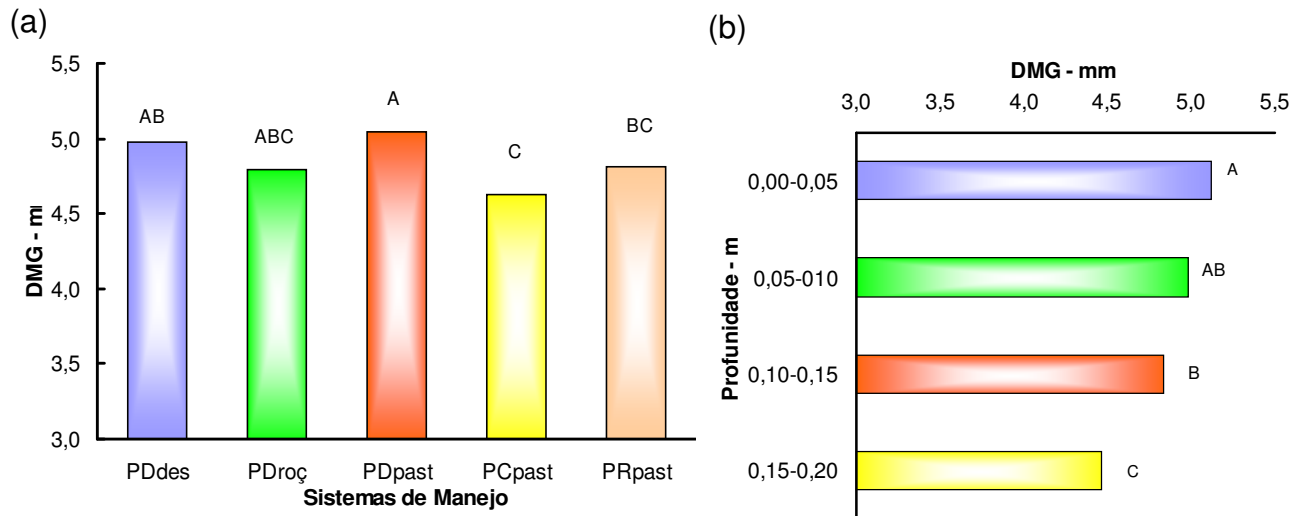 (a)
5,5
5,0
4,5
4,0
3,5
3,0
DMG - m
AB
ABC
A
C
BC
PDdes PDroç PDpast PCpast PRpast
Sistemas de Manejo
(b)
DMG - mm
3,0 3,5 4,0 4,5 5,0 5,5
Profunidade - m
0,00-0,05 A
0,05-010 AB
0,10-0,15 B
0,15-0,20 C